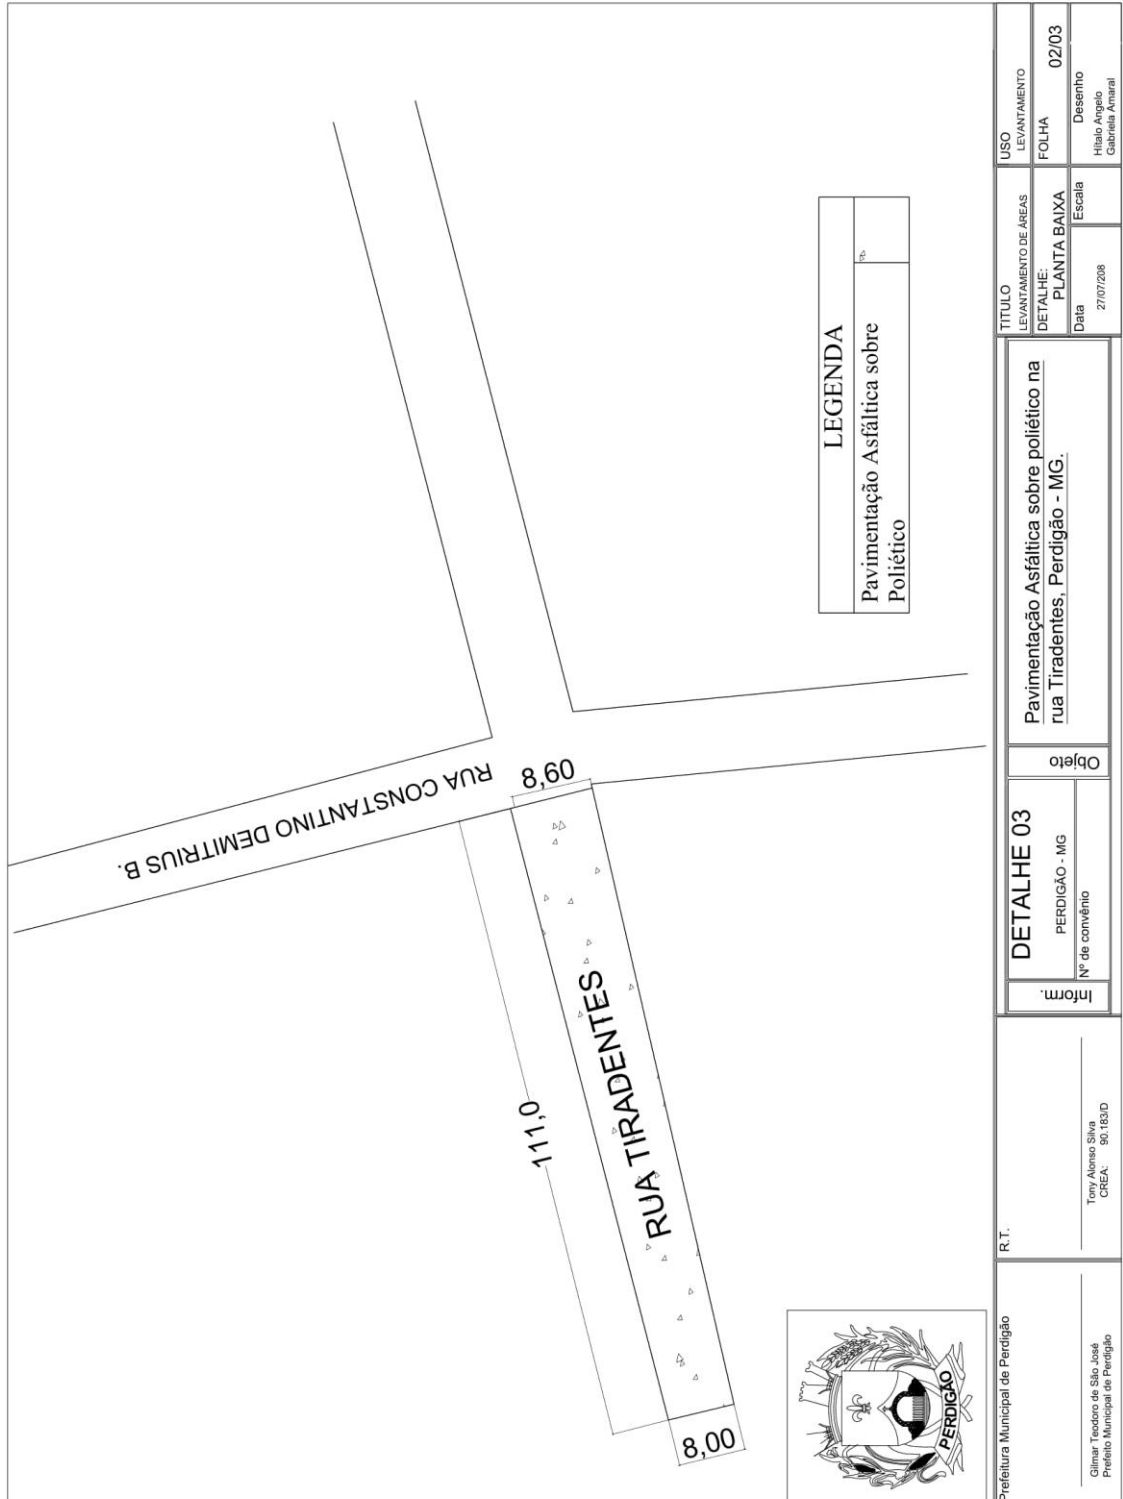 RUA CONSTANTINO DEMITRIUS B.
8,60
111,0
RUA TIRADENTES
8,00
LEGENDA
Pavimentação Asfáltica sobre
Poliético
PERDIGÃO
Prefeitura Municipal de Perdigão
Gilmar Teodoro de São José
Prefeito Municipal de Perdigão
R.T.
Tony Alonso Silva
CREA: 90.183/D
Inform.
DETALHE 03
PERDIGÃO - MG
Nº de convênio
Objeto
Pavimentação Asfáltica sobre poliético na
rua Tiradentes, Perdigão - MG.
TITULO
LEVANTAMENTO DE ÁREAS
DETALHE:
PLANTA BAIXA
Data
27/07/208
Escala
USO
LEVANTAMENTO
FOLHA
02/03
Desenho
Hitalo Angelo
Gabriela Amaral